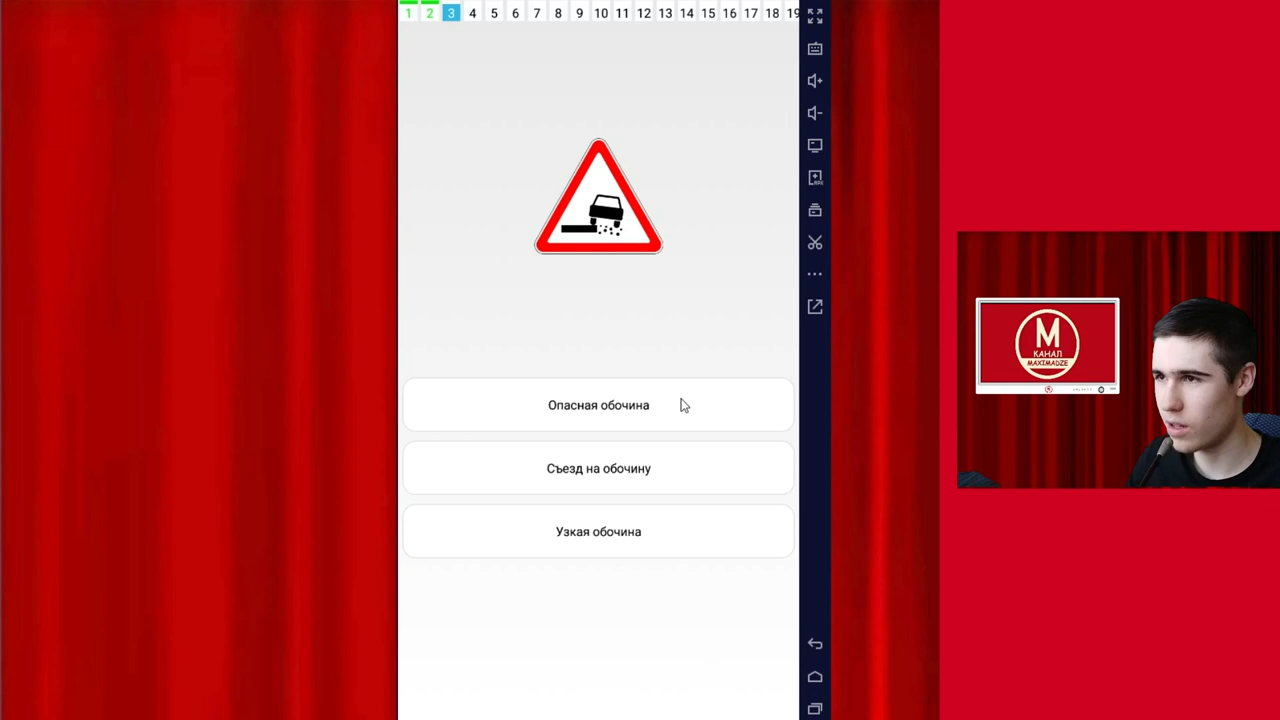 1 2 3 4 5 6 7 8 9 10 11 12 13 14 15 16 17 18 19
Опасная обочина
Съезд на обочину
Узкая обочина
M
КАНАЛ
MAXIMADZE